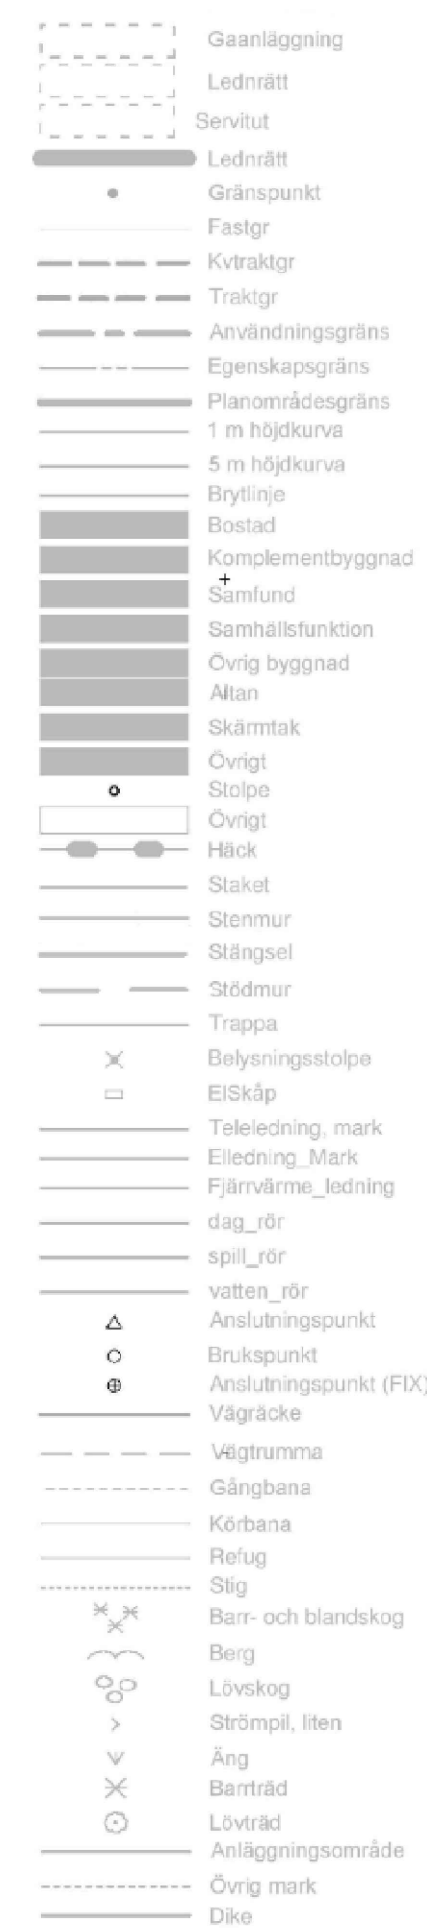 Gaanläggning
Lednrätt
Servitut
Lednrätt
Gränspunkt
Fastgr
Kvtraktgr
Traktgr
Användningsgräns
Egenskapsgräns
Planområdesgräns
1 m höjdkurva
5 m höjdkurva
Brytlinje
Bostad
Komplementbyggnad
Samfund
Samhällsfunktion
Övrig byggnad
Altan
Skärmtak
Övrigt
Stolpe
Övrigt
Häck
Staket
Stenmur
Stängsel
Stödmur
Trappa
Belysningsstolpe
ElSkåp
Teleledning, mark
Elledning_Mark
Fjärrvärme_ledning
dag_rör
spill_rör
vatten_rör
Anslutningspunkt
Brukspunkt
Anslutningspunkt (FIX)
Vägräcke
Vägtrumma
Gångbana
Körbana
Refug
Stig
Barr- och blandskog
Berg
Lövskog
Strömpil, liten
Äng
Barrträd
Lövträd
Anläggningsområde
Övrig mark
Dike